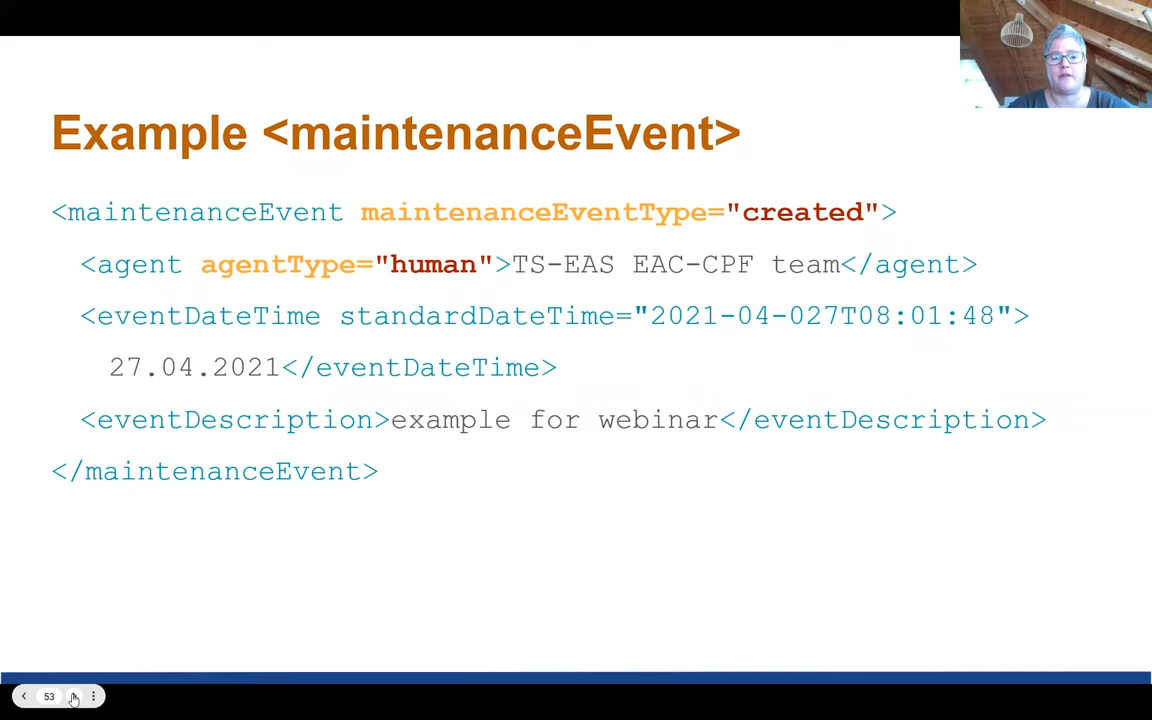 Example <maintenanceEvent>
<maintenanceEvent maintenanceEventType="created">
<agent agentType="human">TS-EAS EAC-CPF team</agent>
<eventDateTime standardDateTime="2021-04-027T08:01:48">
27.04.2021</eventDateTime>
<eventDescription>example for webinar</eventDescription>
</maintenanceEvent>
53